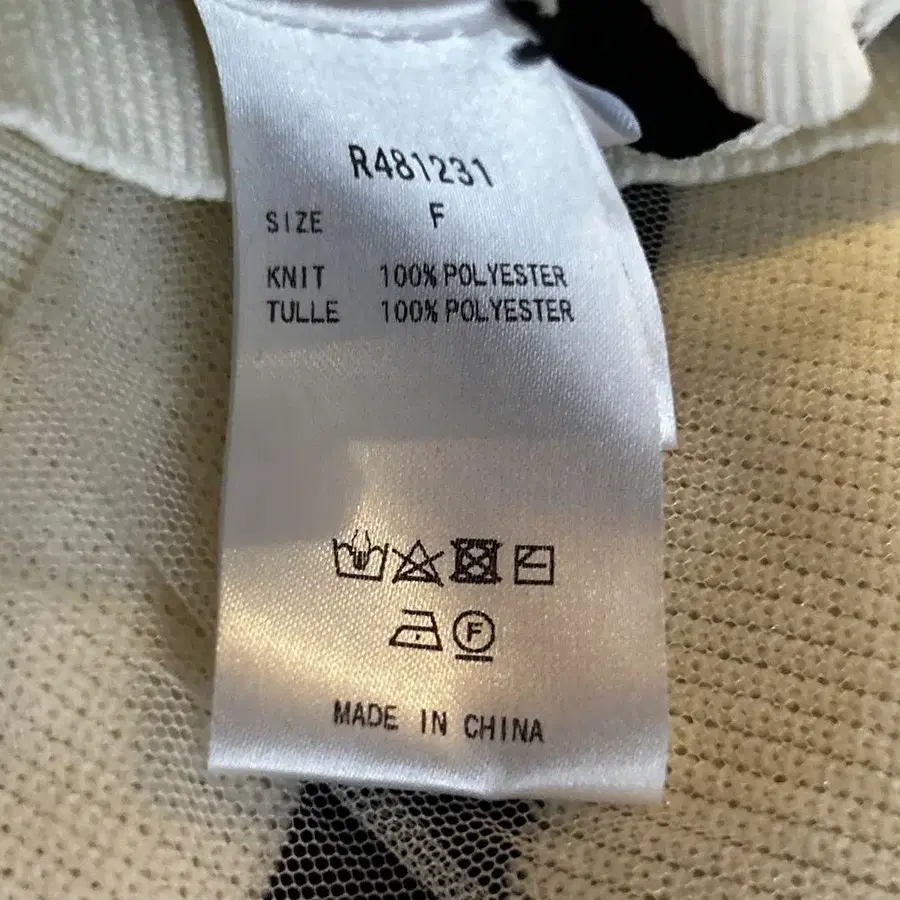 R481231
SIZE F
KNIT 100% POLYESTER
TULLE 100% POLYESTER
F
MADE IN CHINA